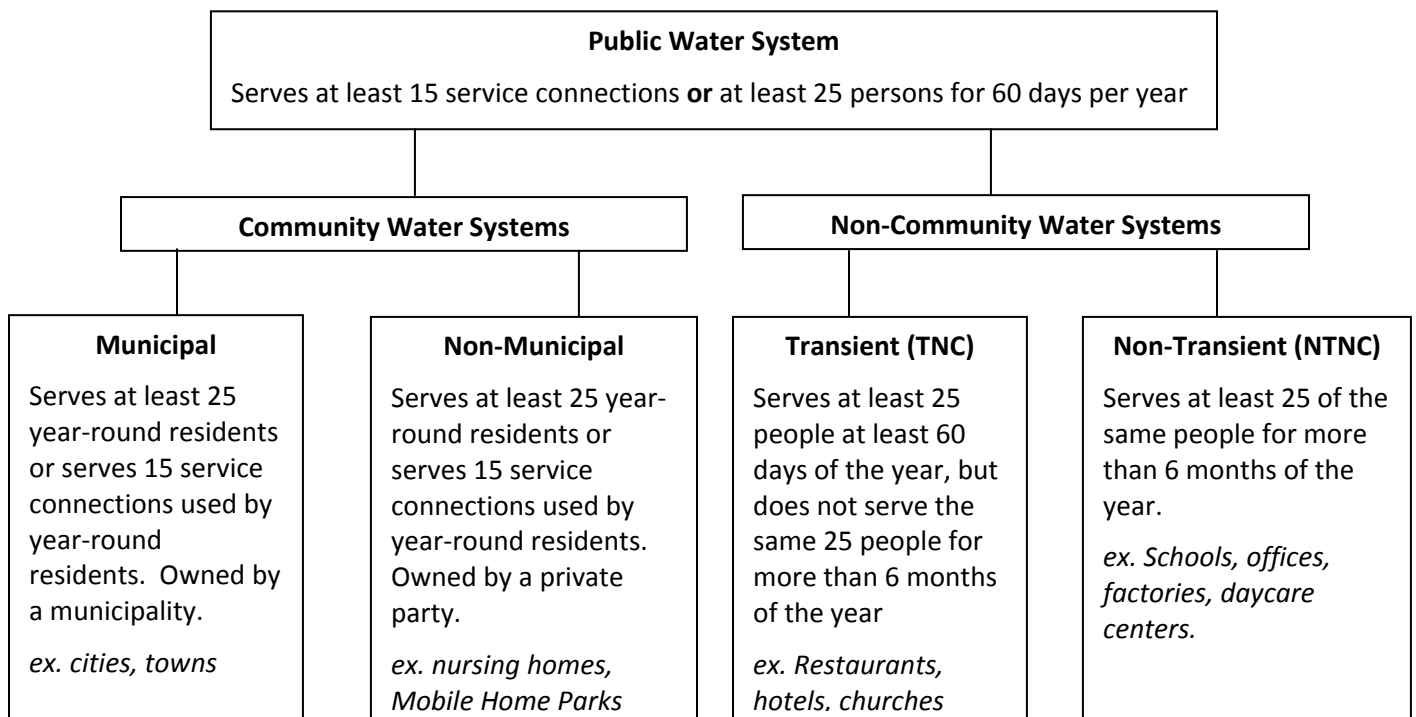 Public Water System
Serves at least 15 service connections or at least 25 persons for 60 days per year
Community Water Systems
Non-Community Water Systems
Municipal
Serves at least 25
year-round residents
or serves 15 service
connections used by
year-round
residents.  Owned by
a municipality.
ex. cities, towns
Non-Municipal
Serves at least 25 year-
round residents or
serves 15 service
connections used by
year-round residents.
Owned by a private
party.
ex. nursing homes,
Mobile Home Parks
Transient (TNC)
Serves at least 25
people at least 60
days of the year, but
does not serve the
same 25 people for
more than 6 months
of the year
ex. Restaurants,
hotels, churches
Non-Transient (NTNC)
Serves at least 25 of the
same people for more
than 6 months of the
year.
ex. Schools, offices,
factories, daycare
centers.